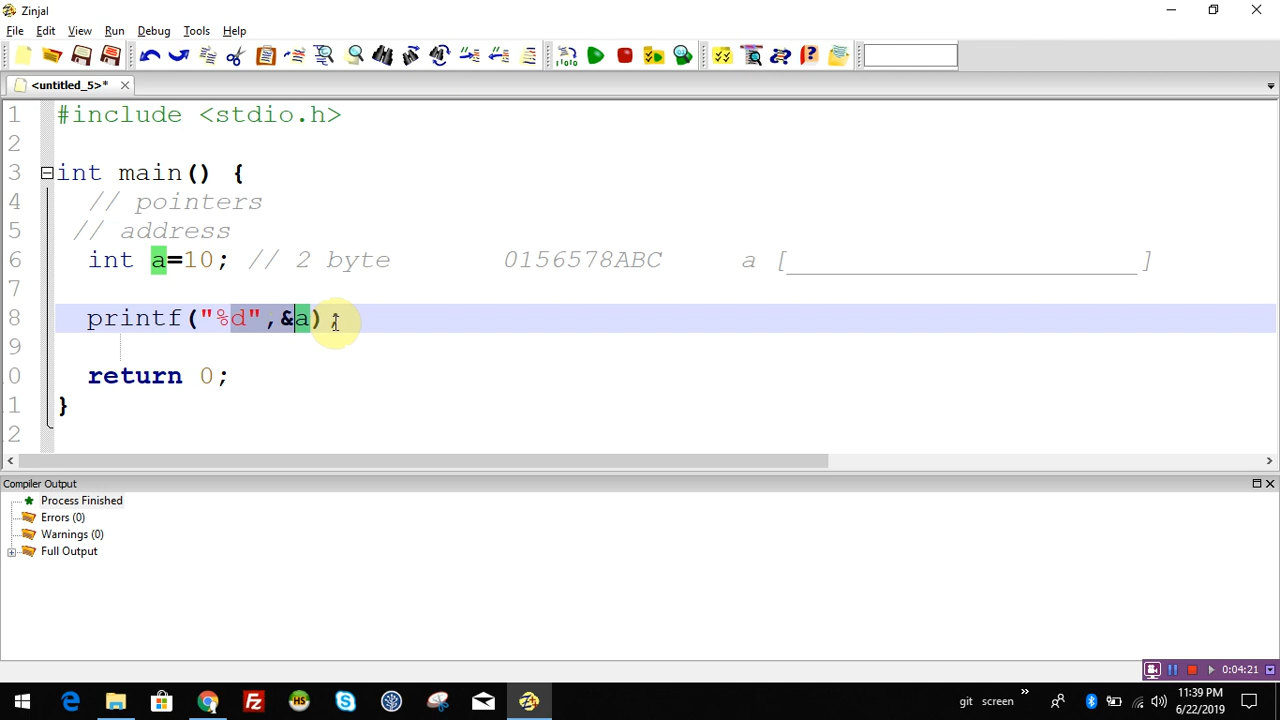 Zinjal
File Edit View Run Debug Tools Help
<untitled_5>*
1 #include <stdio.h>
2
3 int main() {
4 // pointers
5 // address
6 int a=10; // 2 byte 0156578ABC a [______________________]
7
8 printf("%d",&a);
9
0 return 0;
1 }
2
Compiler Output
Process Finished
Errors (0)
Warnings (0)
Full Output
0:04:21
git screen
11:39 PM
6/22/2019